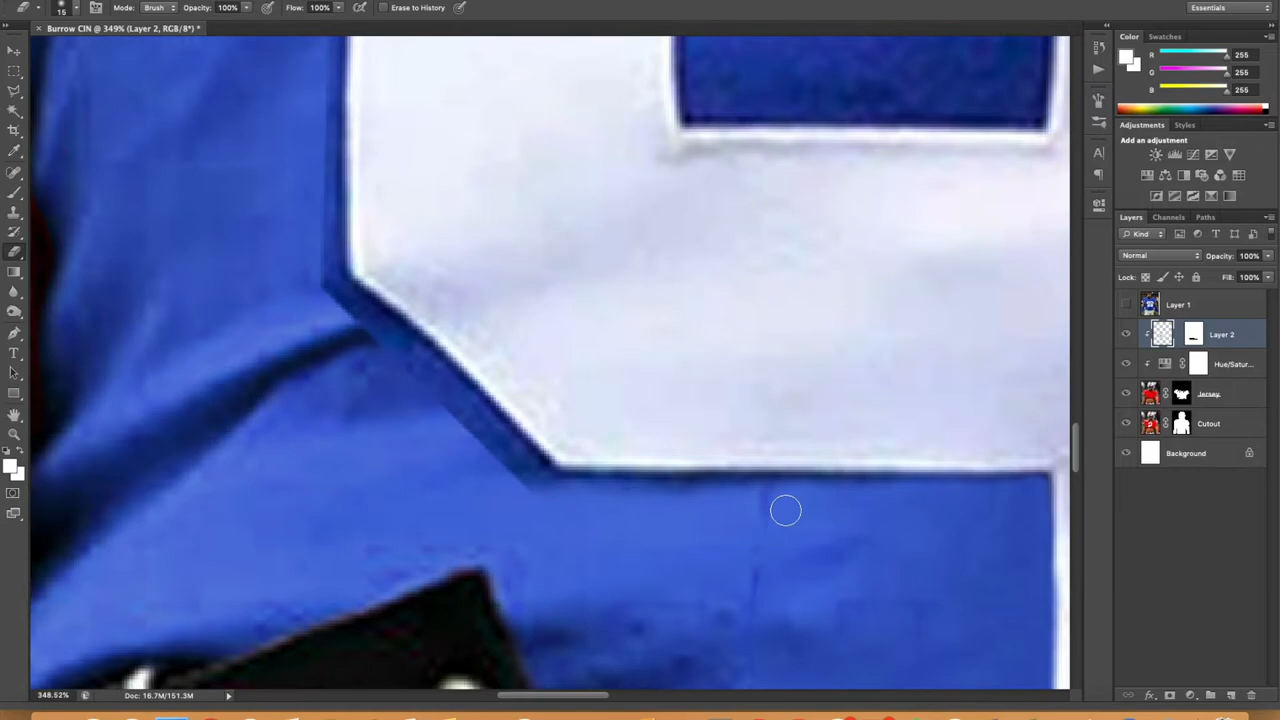 15
Mode: Brush
Opacity: 100%
Flow: 100%
Erase to History
Essentials
× Burrow CIN @ 349% (Layer 2, RGB/8*) *
Color
Swatches
R 255
G 255
B 255
Adjustments
Styles
Add an adjustment
Layers
Channels
Paths
Kind
Normal
Opacity: 100%
Lock:
Fill: 100%
Layer 1
Layer 2
Hue/Satur...
Jersey
Cutout
Background
348.52%
Doc: 16.7M/151.3M